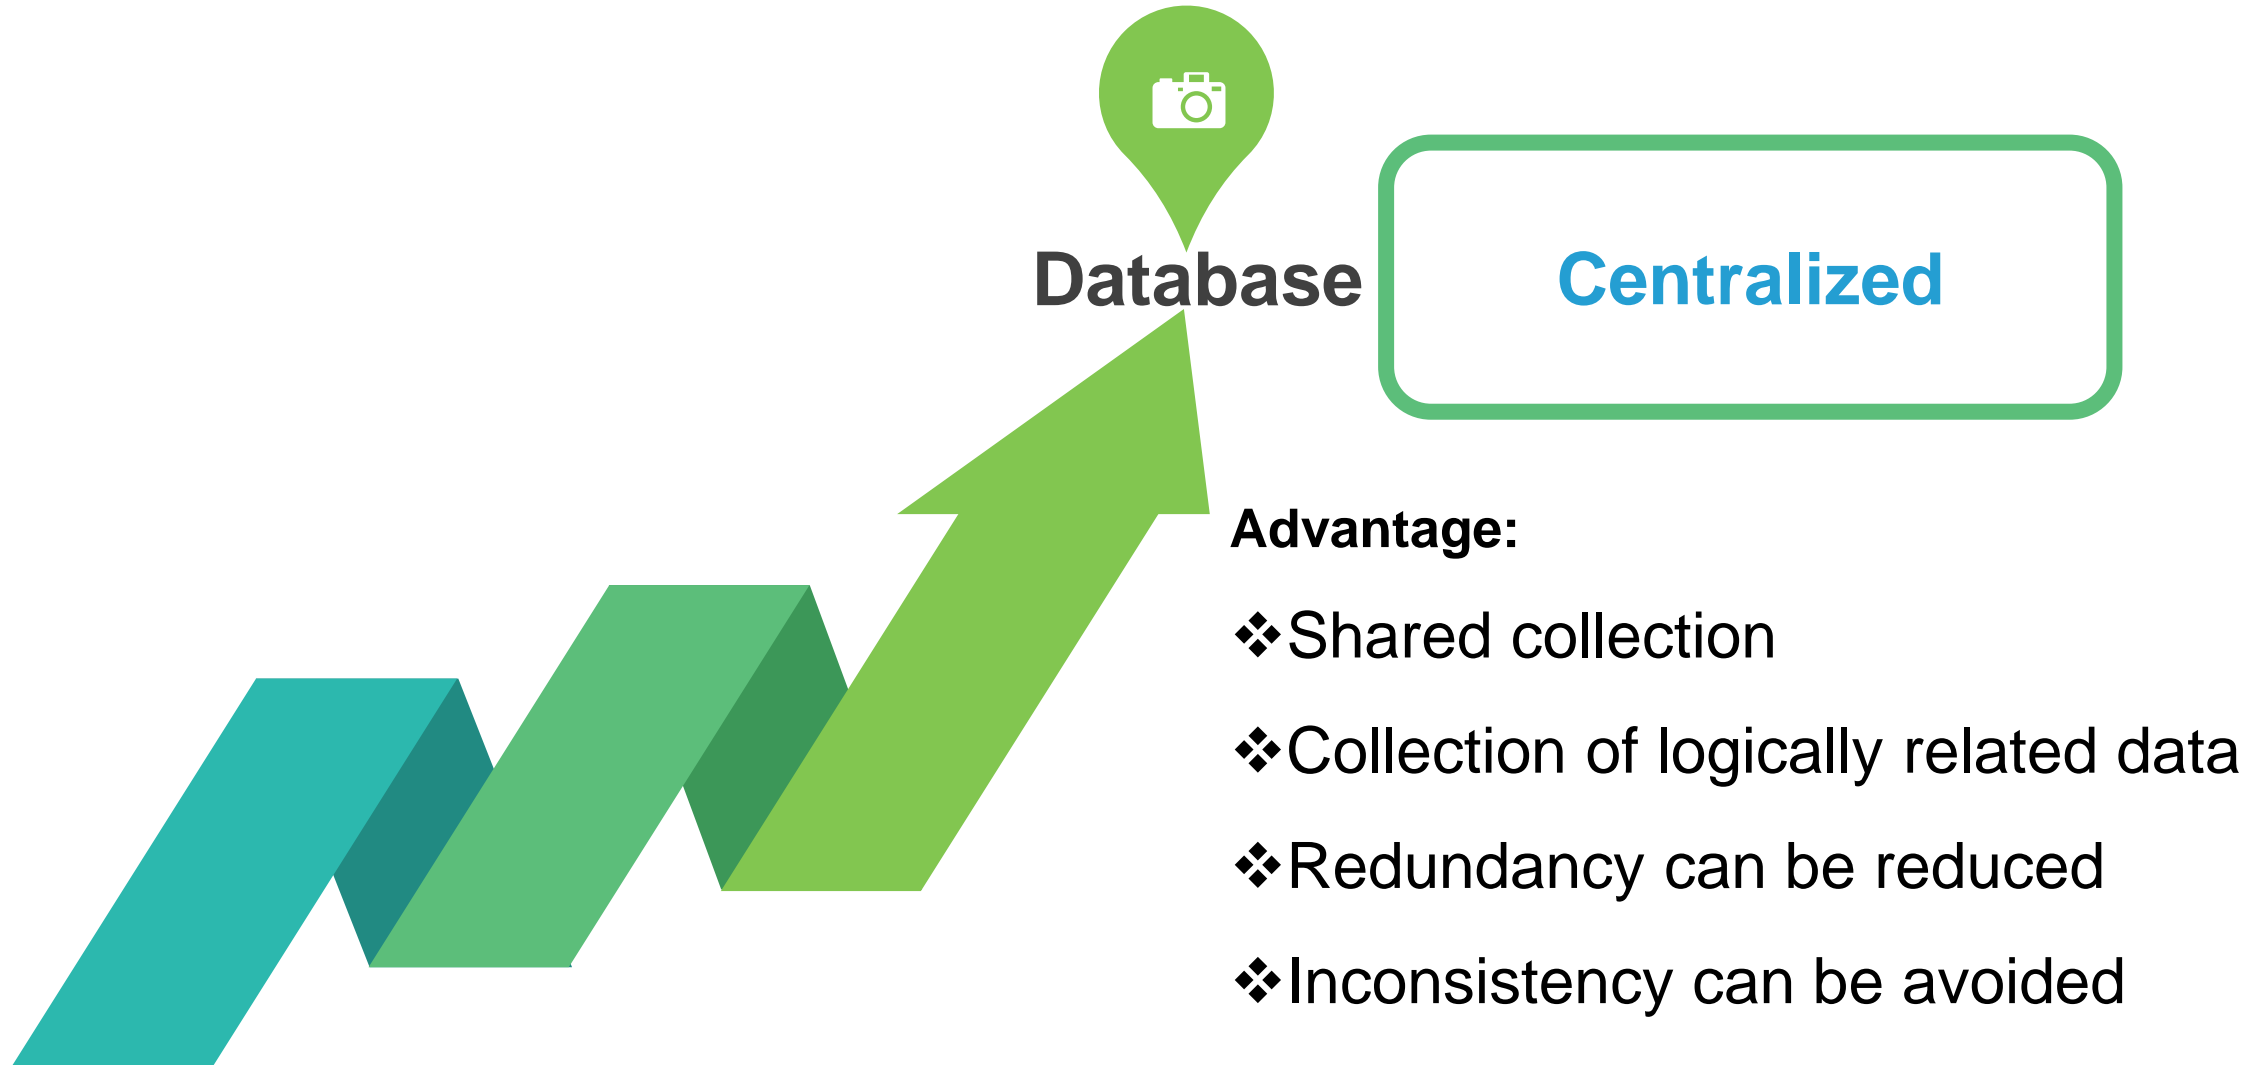 Database
Centralized
Advantage:
❖Shared collection
❖Collection of logically related data
❖Redundancy can be reduced
❖Inconsistency can be avoided